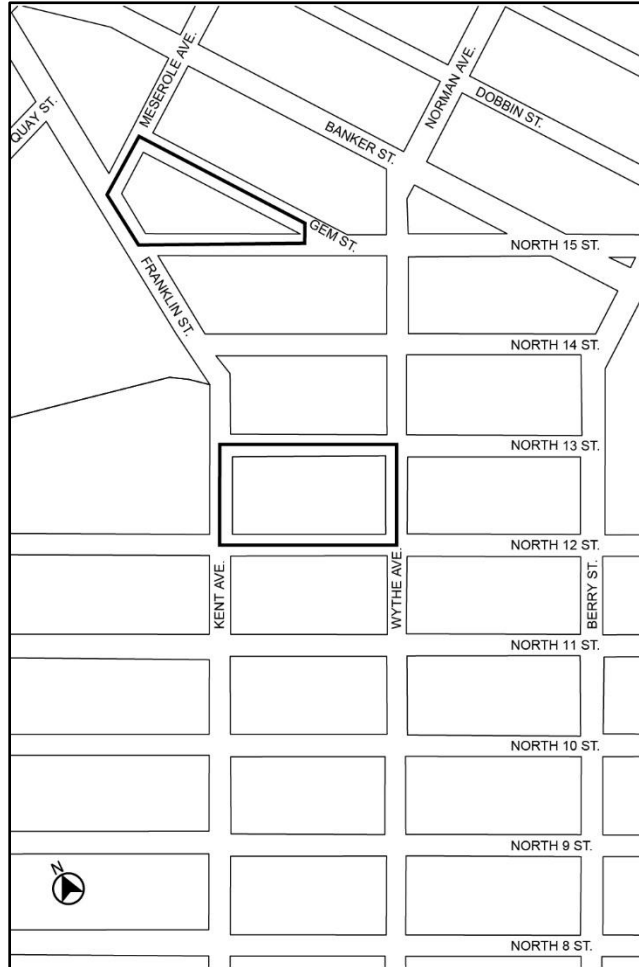 MESEROLE AVE.
QUAY ST.
NORMAN AVE.
DOBBIN ST.
BANKER ST.
GEM ST.
NORTH 15 ST.
FRANKLIN ST.
NORTH 14 ST.
NORTH 13 ST.
NORTH 12 ST.
KENT AVE.
WYTHE AVE.
BERRY ST.
NORTH 11 ST.
NORTH 10 ST.
NORTH 9 ST.
N
NORTH 8 ST.